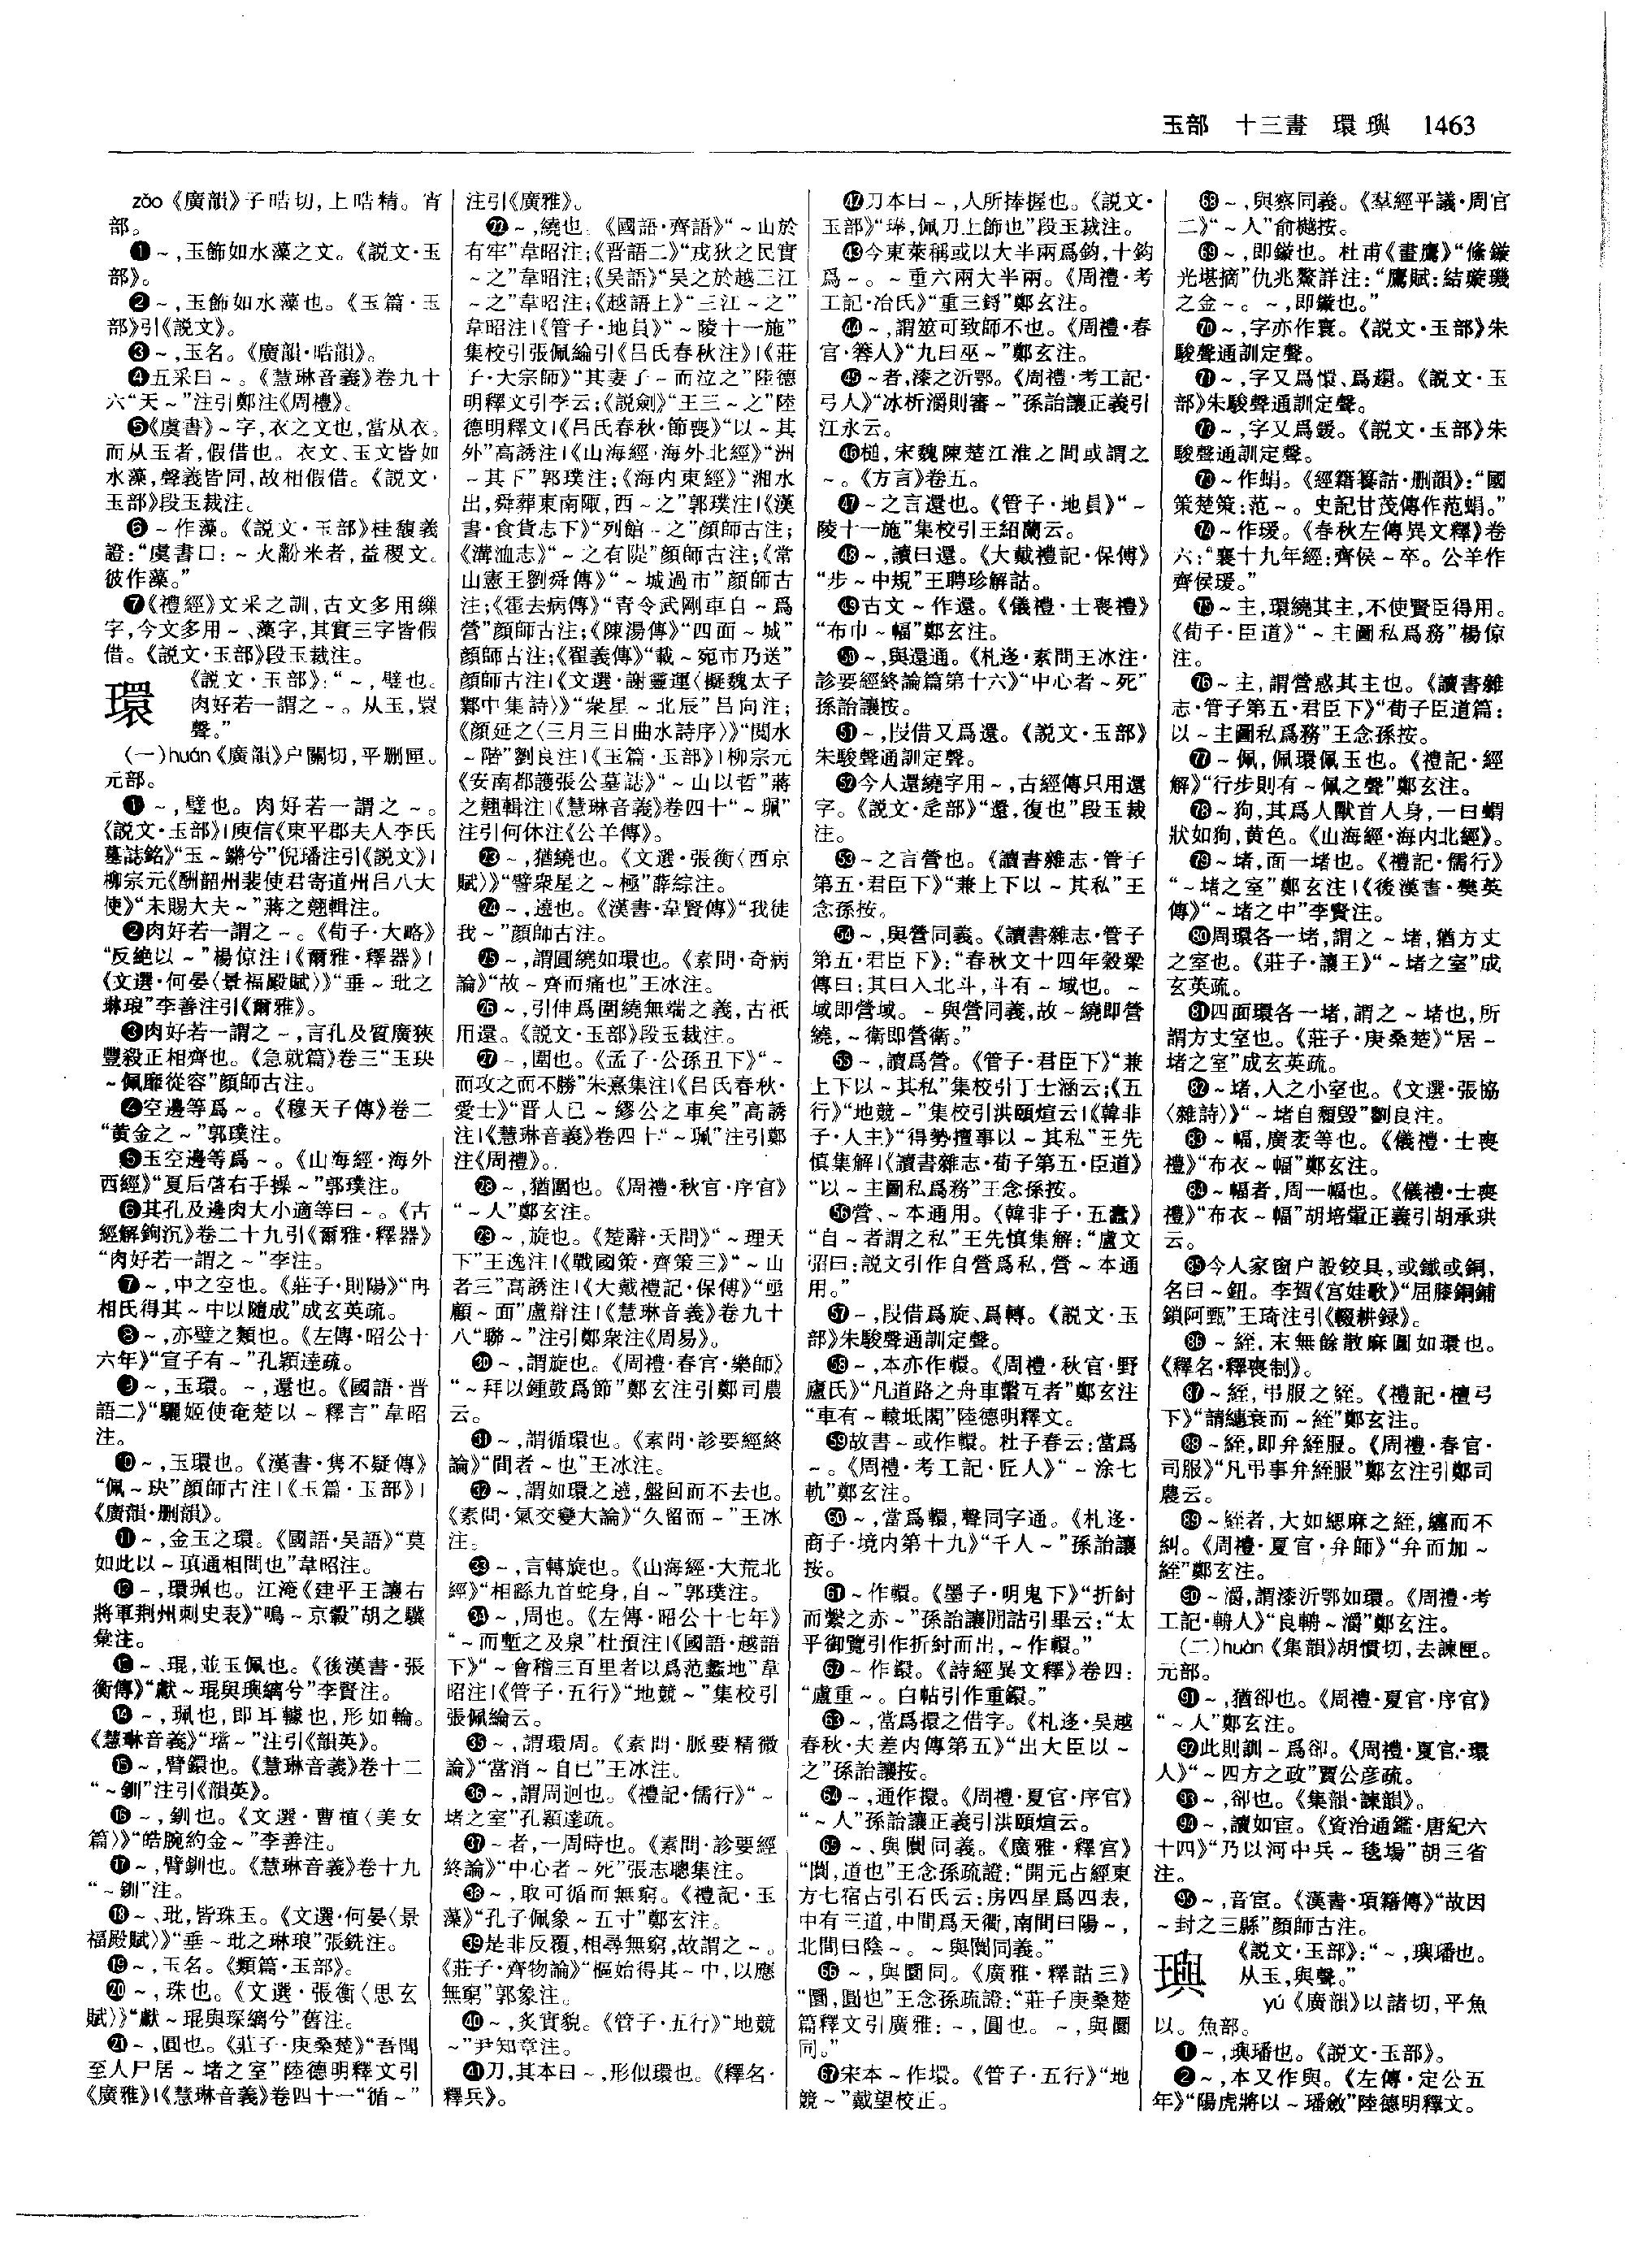 玉部　十三畫　環 璵　1463
zǎo《廣韻》子晧切,上晧精。宵
部。
❶～,玉飾如水藻之文。《説文·玉
部》。
❷～,玉飾如水藻也。《玉篇·玉
部》引《説文》。
❸～,玉名。《廣韻·晧韻》。
❹五采曰～。《慧琳音義》卷九十
六“天～”注引鄭注《周禮》。
❺《虞書》～字,衣之文也,當从衣。
而从玉者,假借也。衣文、玉文皆如
水藻,聲義皆同,故相假借。《説文·
玉部》段玉裁注。
❻～作藻。《説文·玉部》桂馥義
證:“虞書曰:～火黺米者,益稷文。
彼作藻。”
❼《禮經》文采之訓,古文多用繅
字,今文多用～、藻字,其實三字皆假
借。《説文·玉部》段玉裁注。
環
《説文·玉部》:“～,璧也。
肉好若一謂之～。从玉,睘
聲。”
(一)huán《廣韻》户關切,平删匣。
元部。
❶～,璧也。肉好若一謂之～。
《説文·玉部》|庾信《東平郡夫人李氏
墓誌銘》“玉～鏘兮”倪璠注引《説文》|
柳宗元《酬韶州裴使君寄道州吕八大
使》“未賜大夫～”蔣之翹輯注。
❷肉好若一謂之～。《荀子·大略》
“反絶以～”楊倞注|《爾雅·釋器》|
《文選·何晏〈景福殿賦〉》“垂～玭之
琳琅”李善注引《爾雅》。
❸肉好若一謂之～,言孔及質廣狹
豐殺正相齊也。《急就篇》卷三“玉玦
～佩靡從容”顔師古注。
❹空邊等爲～。《穆天子傳》卷二
“黄金之～”郭璞注。
❺玉空邊等爲～。《山海經·海外
西經》“夏后啓右手操～”郭璞注。
❻其孔及邊肉大小適等曰～。《古
經解鉤沉》卷二十九引《爾雅·釋器》
“肉好若一謂之～”李注。
❼～,中之空也。《莊子·則陽》“冉
相氏得其～中以隨成”成玄英疏。
❽～,亦璧之類也。《左傳·昭公十
六年》“宣子有～”孔穎達疏。
❾～,玉環。～,還也。《國語·晋
語二》“驪姬使奄楚以～釋言”韋昭
注。
❿～,玉環也。《漢書·雋不疑傳》
“佩～玦”顔師古注|《玉篇·玉部》|
《廣韻·删韻》。
⓫～,金玉之環。《國語·吴語》“莫
如此以～瑱通相問也”韋昭注。
⓬～,環珮也。江淹《建平王讓右
將軍荆州刺史表》“鳴～京轂”胡之驥
彙注。
⓭～、琨,並玉佩也。《後漢書·張
衡傳》“獻～琨與璵縭兮”李賢注。
⓮～,珮也,即耳轆也,形如輪。
《慧琳音義》“璫～”注引《韻英》。
⓯～,臂鐶也。《慧琳音義》卷十二
“～釧”注引《韻英》。
⓰～,釧也。《文選·曹植〈美女
篇〉》“皓腕約金～”李善注。
⓱～,臂釧也。《慧琳音義》卷十九
“～釧”注。
⓲～、玭,皆珠玉。《文選·何晏〈景
福殿賦〉》“垂～玭之琳琅”張銑注。
⓳～,玉名。《類篇·玉部》。
⓴～,珠也。《文選·張衡〈思玄
賦〉》“獻～琨與琛縭兮”舊注。
㉑～,圓也。《莊子·庚桑楚》“吾聞
至人尸居～堵之室”陸德明釋文引
《廣雅》|《慧琳音義》卷四十一“循～”
注引《廣雅》。
㉒～,繞也。《國語·齊語》“～山於
有牢”韋昭注;《晋語二》“戎狄之民實
～之”韋昭注;《吴語》“吴之於越三江
～之”韋昭注;《越語上》“三江～之”
韋昭注|《管子·地員》“～陵十一施”
集校引張佩綸引《吕氏春秋注》|《莊
子·大宗師》“其妻子～而泣之”陸德
明釋文引李云;《説劍》“王三～之”陸
德明釋文|《吕氏春秋·節喪》“以～其
外”高誘注|《山海經·海外北經》“洲
～其下”郭璞注;《海内東經》“湘水
出,舜葬東南陬,西～之”郭璞注|《漢
書·食貨志下》“列館～之”顔師古注;
《溝洫志》“～之有隄”顔師古注;《常
山憲王劉舜傳》“～城過市”顔師古
注;《霍去病傳》“青令武剛車自～爲
營”顔師古注;《陳湯傳》“四面～城”
顔師古注;《翟義傳》“載～宛市乃送”
顔師古注|《文選·謝靈運〈擬魏太子
鄴中集詩〉》“衆星～北辰”吕向注;
《顔延之〈三月三日曲水詩序〉》“閲水
～階”劉良注|《玉篇·玉部》|柳宗元
《安南都護張公墓誌》“～山以哲”蔣
之翹輯注|《慧琳音義》卷四十“～珮”
注引何休注《公羊傳》。
㉓～,猶繞也。《文選·張衡〈西京
賦〉》“譬衆星之～極”薛綜注。
㉔～,遶也。《漢書·韋賢傳》“我徒
我～”顔師古注。
㉕～,謂圓繞如環也。《素問·奇病
論》“故～齊而痛也”王冰注。
㉖～,引伸爲圍繞無端之義,古衹
用還。《説文·玉部》段玉裁注。
㉗～,圍也。《孟子·公孫丑下》“～
而攻之而不勝”朱熹集注|《吕氏春秋·
愛士》“晋人已～繆公之車矣”高誘
注|《慧琳音義》卷四十“～珮”注引鄭
注《周禮》。
㉘～,猶圍也。《周禮·秋官·序官》
“～人”鄭玄注。
㉙～,旋也。《楚辭·天問》“～理天
下”王逸注|《戰國策·齊策三》“～山
者三”高誘注|《大戴禮記·保傅》“亟
顧～面”盧辯注|《慧琳音義》卷九十
八“聯～”注引鄭衆注《周易》。
㉚～,謂旋也。《周禮·春官·樂師》
“～拜以鍾鼓爲節”鄭玄注引鄭司農
云。
㉛～,謂循環也。《素問·診要經終
論》“間者～也”王冰注。
㉜～,謂如環之遶,盤回而不去也。
《素問·氣交變大論》“久留而～”王冰
注。
㉝～,言轉旋也。《山海經·大荒北
經》“相繇九首蛇身,自～”郭璞注。
㉞～,周也。《左傳·昭公十七年》
“～而塹之及泉”杜預注|《國語·越語
下》“～會稽三百里者以爲范蠡地”韋
昭注|《管子·五行》“地競～”集校引
張佩綸云。
㉟～,謂環周。《素問·脈要精微
論》“當消～自已”王冰注。
㊱～,謂周迴也。《禮記·儒行》“～
堵之室”孔穎達疏。
㊲～者,一周時也。《素問·診要經
終論》“中心者～死”張志聰集注。
㊳～,取可循而無窮。《禮記·玉
藻》“孔子佩象～五寸”鄭玄注。
㊴是非反覆,相尋無窮,故謂之～。
《莊子·齊物論》“樞始得其～中,以應
無窮”郭象注。
㊵～,炙實貌。《管子·五行》“地競
～”尹知章注。
㊶刀,其本曰～,形似環也。《釋名·
釋兵》。
㊷刀本曰～,人所捧握也。《説文·
玉部》“琫,佩刀上飾也”段玉裁注。
㊸今東萊稱或以大半兩爲鈞,十鈞
爲～。～重六兩大半兩。《周禮·考
工記·冶氏》“重三鋝”鄭玄注。
㊹～,謂筮可致師不也。《周禮·春
官·簭人》“九曰巫～”鄭玄注。
㊺～者,漆之沂鄂。《周禮·考工記·
弓人》“冰析灂則審～”孫詒讓正義引
江永云。
㊻槌,宋魏陳楚江淮之間或謂之
～。《方言》卷五。
㊼～之言還也。《管子·地員》“～
陵十一施”集校引王紹蘭云。
㊽～,讀曰還。《大戴禮記·保傅》
“步～中規”王聘珍解詁。
㊾古文～作還。《儀禮·士喪禮》
“布巾～幅”鄭玄注。
㊿～,與還通。《札迻·素問王冰注·
診要經終論篇第十六》“中心者～死”
孫詒讓按。
51～,叚借又爲還。《説文·玉部》
朱駿聲通訓定聲。
52今人還繞字用～,古經傳只用還
字。《説文·辵部》“還,復也”段玉裁
注。
53～之言營也。《讀書雜志·管子
第五·君臣下》“兼上下以～其私”王
念孫按。
54～,與營同義。《讀書雜志·管子
第五·君臣下》:“春秋文十四年穀梁
傳曰:其曰入北斗,斗有～域也。～
域即營域。～與營同義,故～繞即營
繞,～衛即營衛。”
55～,讀爲營。《管子·君臣下》“兼
上下以～其私”集校引丁士涵云;《五
行》“地競～”集校引洪頤煊云|《韓非
子·人主》“得勢擅事以～其私”王先
慎集解|《讀書雜志·荀子第五·臣道》
“以～主圖私爲務”王念孫按。
56營、～本通用。《韓非子·五蠹》
“自～者謂之私”王先慎集解:“盧文
弨曰:説文引作自營爲私,營～本通
用。”
57～,叚借爲旋、爲轉。《説文·玉
部》朱駿聲通訓定聲。
58～,本亦作轘。《周禮·秋官·野
廬氏》“凡道路之舟車轚互者”鄭玄注
“車有～轅坻閣”陸德明釋文。
59故書～或作轘。杜子春云:當爲
～。《周禮·考工記·匠人》“～涂七
軌”鄭玄注。
60～,當爲轘,聲同字通。《札迻·
商子·境内第十九》“千人～”孫詒讓
按。
61～作轘。《墨子·明鬼下》“折紂
而繫之赤～”孫詒讓閒詁引畢云:“太
平御覽引作折紂而出,～作轘。”
62～作鋂。《詩經異文釋》卷四:
“盧重～。白帖引作重鋂。”
63～,當爲擐之借字。《札迻·吴越
春秋·夫差内傳第五》“出大臣以～
之”孫詒讓按。
64～,通作擐。《周禮·夏官·序官》
“～人”孫詒讓正義引洪頤煊云。
65～、與闤同義。《廣雅·釋宫》
“闤,道也”王念孫疏證:“開元占經東
方七宿占引石氏云:房四星爲四表,
中有三道,中間爲天衢,南間曰陽～,
北間曰陰～。～與闤同義。”
66～,與圜同。《廣雅·釋詁三》
“圜,圓也”王念孫疏證:“莊子庚桑楚
篇釋文引廣雅:～,圓也。～,與圜
同。”
67宋本～作壞。《管子·五行》“地
競～”戴望校正。
68～,與察同義。《羣經平議·周官
二》“～人”俞樾按。
69～,即鏇也。杜甫《畫鷹》“絛鏇
光堪摘”仇兆鰲詳注:“鷹賦:結璇璣
之金～。～,即鏇也。”
70～,字亦作寰。《説文·玉部》朱
駿聲通訓定聲。
71～,字又爲懁、爲趯。《説文·玉
部》朱駿聲通訓定聲。
72～,字又爲鍰。《説文·玉部》朱
駿聲通訓定聲。
73～作蜎。《經籍籑詁·删韻》:“國
策楚策:范～。史記甘茂傳作范蜎。”
74～作瑗。《春秋左傳異文釋》卷
六:“襄十九年經:齊侯～卒。公羊作
齊侯瑗。”
75～主,環繞其主,不使賢臣得用。
《荀子·臣道》“～主圖私爲務”楊倞
注。
76～主,謂營惑其主也。《讀書雜
志·管子第五·君臣下》“荀子臣道篇:
以～主圖私爲務”王念孫按。
77～佩,佩環佩玉也。《禮記·經
解》“行步則有～佩之聲”鄭玄注。
78～狗,其爲人獸首人身,一曰蝟
狀如狗,黄色。《山海經·海内北經》。
79～堵,面一堵也。《禮記·儒行》
“～堵之室”鄭玄注|《後漢書·樊英
傳》“～堵之中”李賢注。
80周環各一堵,謂之～堵,猶方丈
之室也。《莊子·讓王》“～堵之室”成
玄英疏。
81四面環各一堵,謂之～堵也,所
謂方丈室也。《莊子·庚桑楚》“居～
堵之室”成玄英疏。
82～堵,人之小室也。《文選·張協
〈雜詩〉》“～堵自頹毁”劉良注。
83～幅,廣袤等也。《儀禮·士喪
禮》“布衣～幅”鄭玄注。
84～幅者,周一幅也。《儀禮·士喪
禮》“布衣～幅”胡培翬正義引胡承珙
云。
85今人家窗户設鉸具,或鐵或銅,
名曰～鈕。李賀《宫娃歌》“屈膝銅鋪
鎖阿甄”王琦注引《輟耕録》。
86～絰,末無餘散麻圓如環也。
《釋名·釋喪制》。
87～絰,弔服之絰。《禮記·檀弓
下》“請繐衰而～絰”鄭玄注。
88～絰,即弁絰服。《周禮·春官·
司服》“凡弔事弁絰服”鄭玄注引鄭司
農云。
89～絰者,大如緦麻之絰,纏而不
糾。《周禮·夏官·弁師》“弁而加～
絰”鄭玄注。
90～灂,謂漆沂鄂如環。《周禮·考
工記·輈人》“良輈～灂”鄭玄注。
(二)huàn《集韻》胡慣切,去諫匣。
元部。
91～,猶卻也。《周禮·夏官·序官》
“～人”鄭玄注。
92此則訓～爲卻。《周禮·夏官·環
人》“～四方之政”賈公彦疏。
93～,卻也。《集韻·諫韻》。
94～,讀如宦。《資治通鑑·唐紀六
十四》“乃以河中兵～毬場”胡三省
注。
95～,音宦。《漢書·項籍傳》“故因
～封之三縣”顔師古注。
璵
《説文·玉部》:“～,璵璠也。
从玉,與聲。”
yú《廣韻》以諸切,平魚
以。魚部。
❶～,璵璠也。《説文·玉部》。
❷～,本又作與。《左傳·定公五
年》“陽虎將以～璠斂”陸德明釋文。